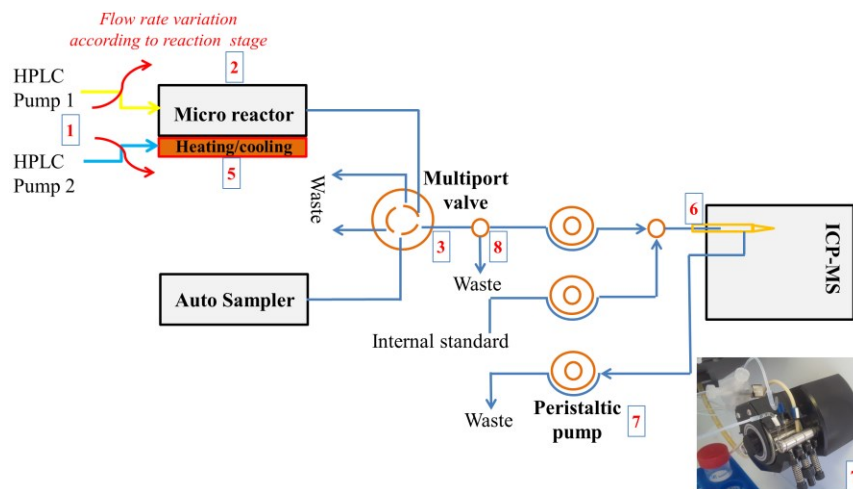 Flow rate variation
according to reaction stage
2
HPLC
Pump 1
Micro reactor
1
Heating/cooling
HPLC
Pump 2
5
Waste
Multiport
valve
6
3
8
ICP-MS
Waste
Auto Sampler
Internal standard
Waste
Peristaltic
pump
7